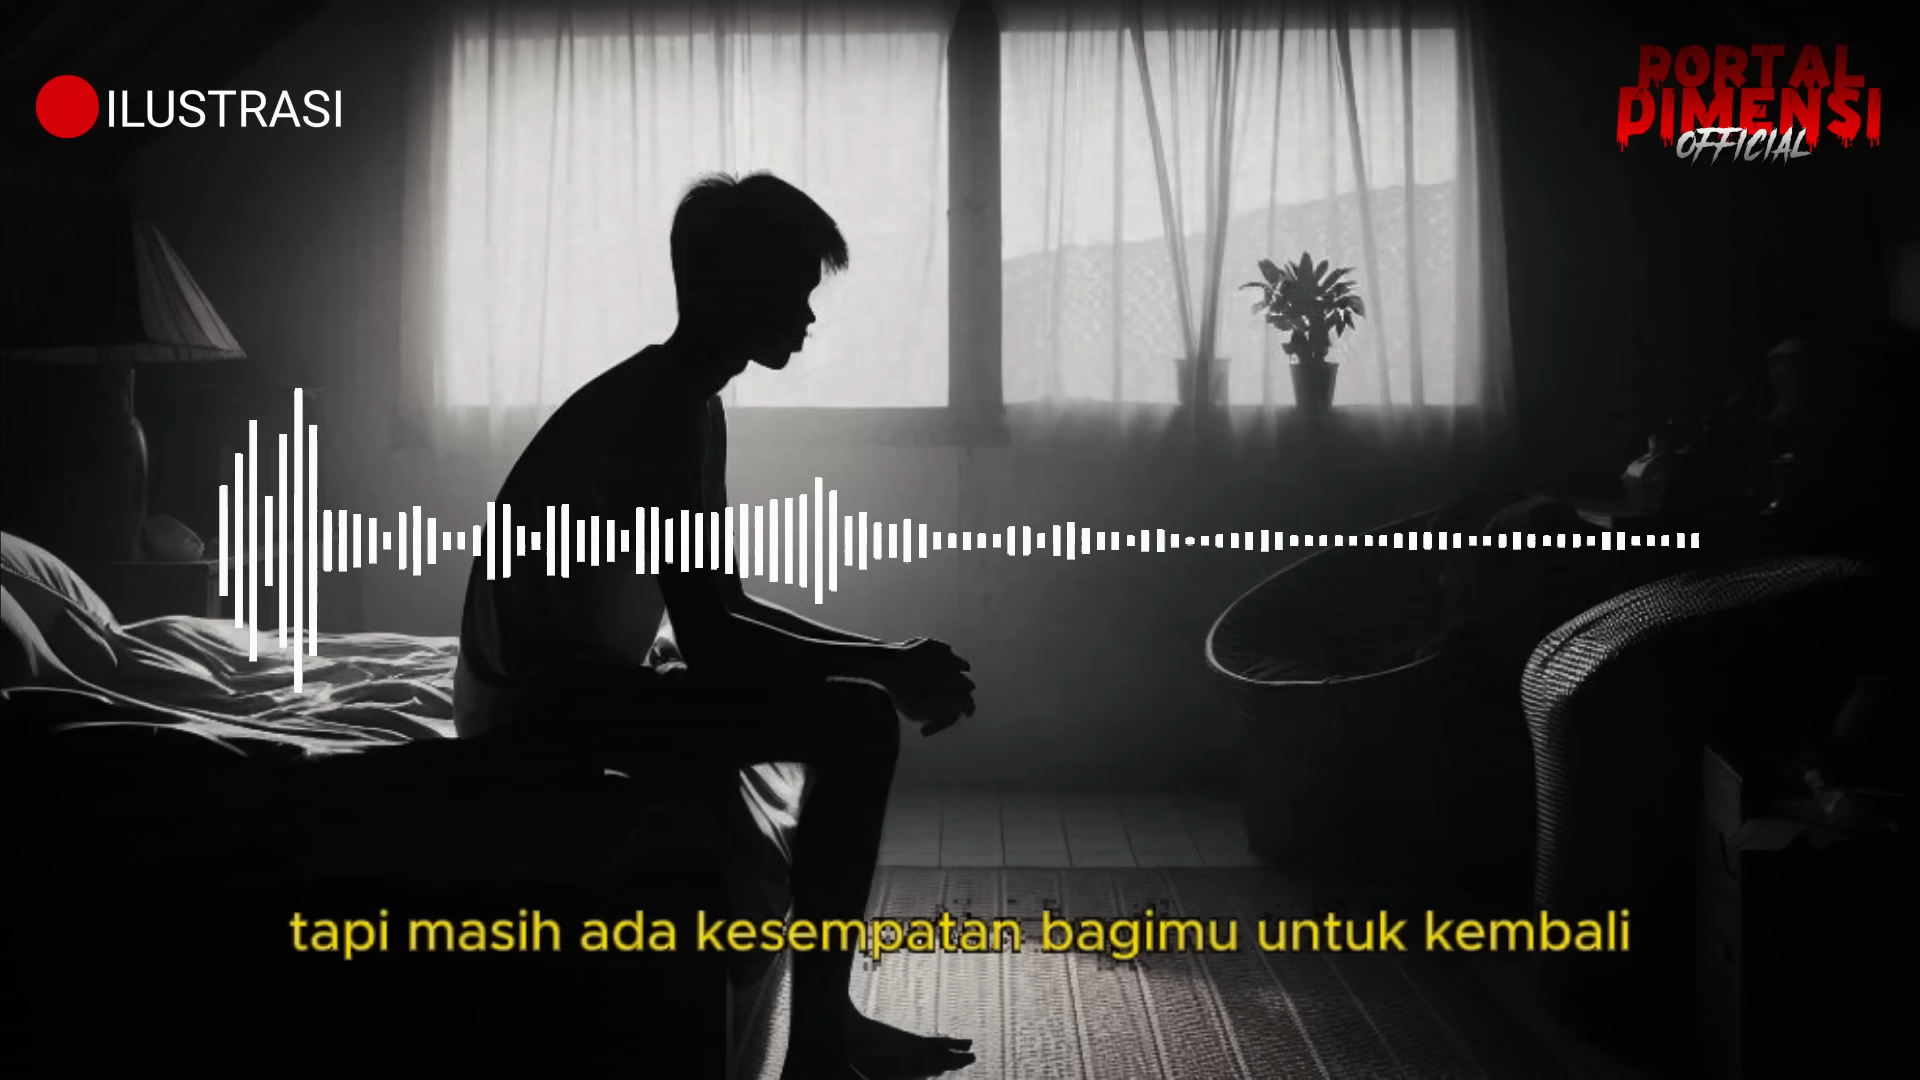 ILUSTRASI
PORTAL
DIMENSI
OFFICIAL
tapi masih ada kesempatan bagimu untuk kembali